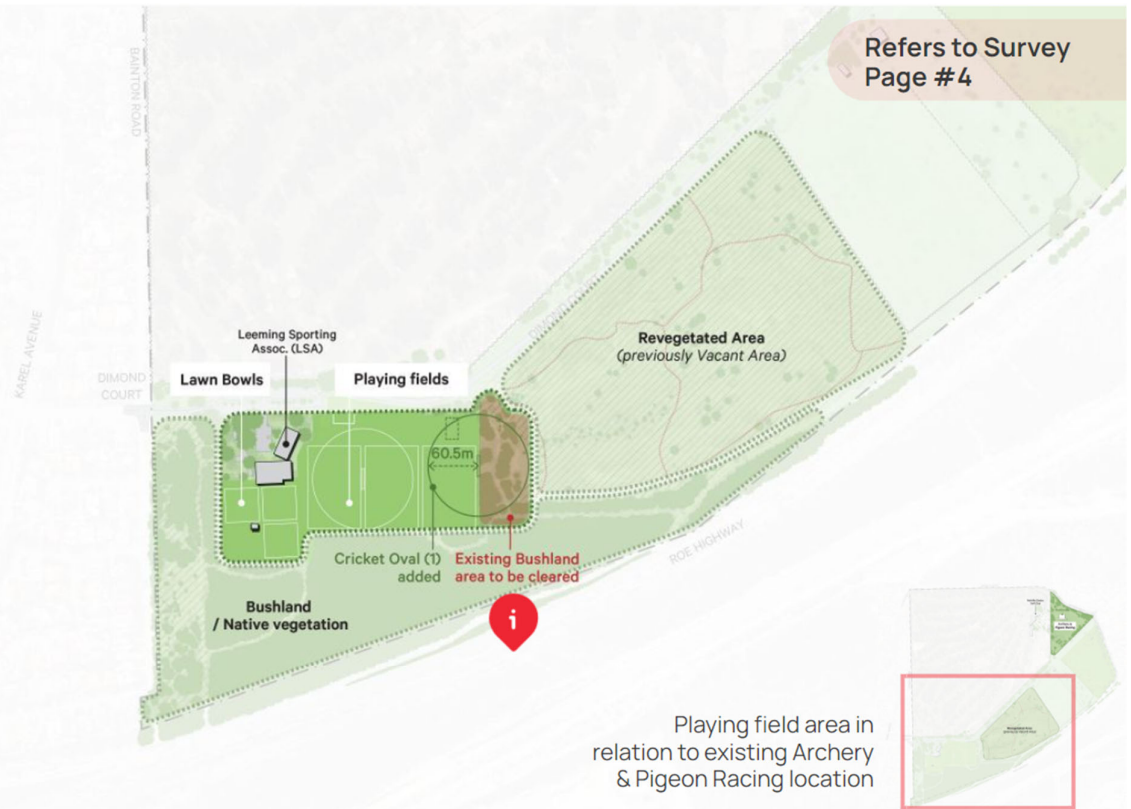 Refers to Survey
Page #4
BAINTON ROAD
KAREL AVENUE
DIMOND
COURT
DIMOND
Leeming Sporting
Assoc. (LSA)
Lawn Bowls
Playing fields
Revegetated Area
(previously Vacant Area)
60.5m
Cricket Oval (1)
added
Existing Bushland
area to be cleared
ROE HIGHWAY
Bushland
/ Native vegetation
i
Playing field area in
relation to existing Archery
& Pigeon Racing location